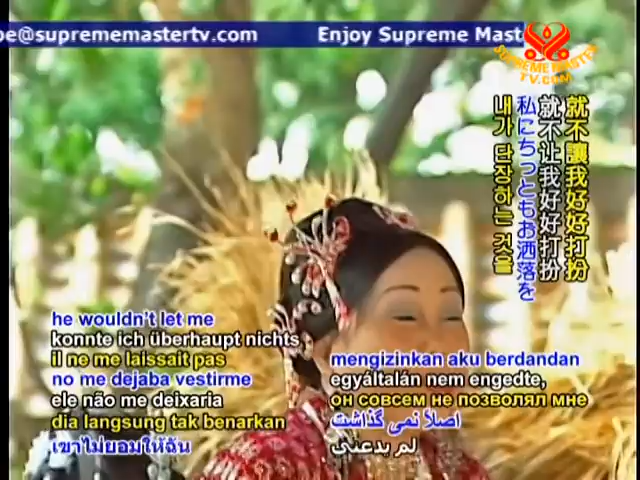 e@suprememastertv.com
Enjoy Supreme Mast
SUPREME MASTER
TV.COM
就不讓我好好打扮
就不让我好好打扮
私にちっともお洒落を
내가 단장하는 것을
he wouldn't let me
konnte ich überhaupt nichts
il ne me laissait pas
no me dejaba vestirme
ele não me deixaria
dia langsung tak benarkan
เขาไม่ยอมให้ฉัน
mengizinkan aku berdandan
egyáltalán nem engedte,
он совсем не позволял мне
أصلاً نمی گذاشت
لم يدعني